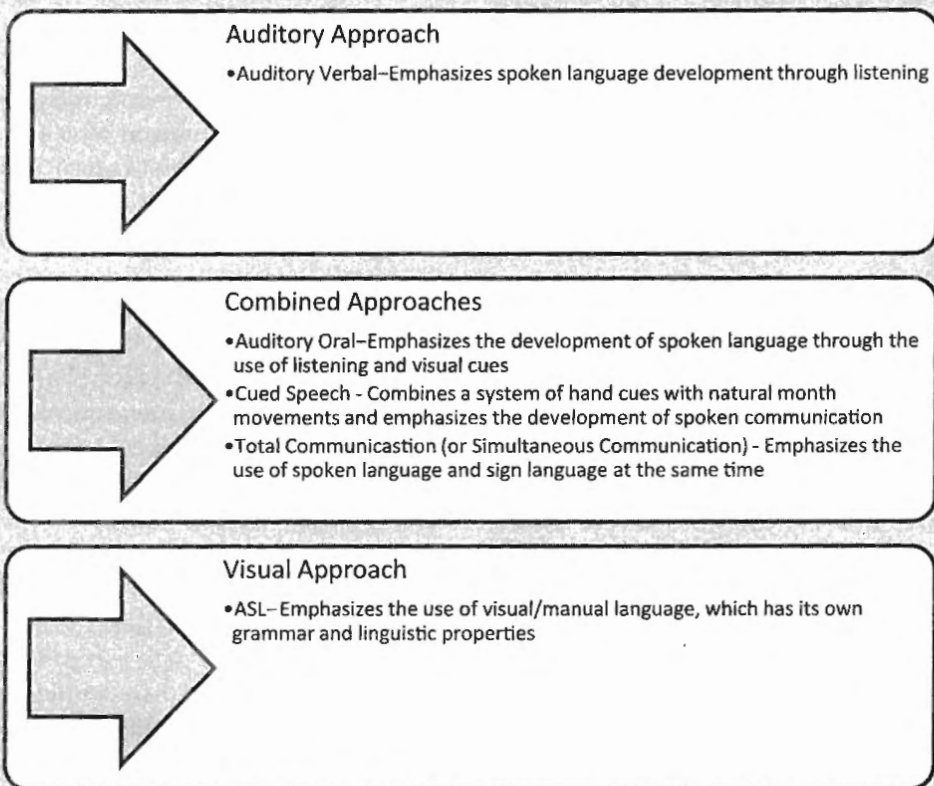 Auditory Approach
•Auditory Verbal–Emphasizes spoken language development through listening
Combined Approaches
•Auditory Oral–Emphasizes the development of spoken language through the
use of listening and visual cues
•Cued Speech - Combines a system of hand cues with natural month
movements and emphasizes the development of spoken communication
•Total Communicastion (or Simultaneous Communication) - Emphasizes the
use of spoken language and sign language at the same time
Visual Approach
•ASL–Emphasizes the use of visual/manual language, which has its own
grammar and linguistic properties